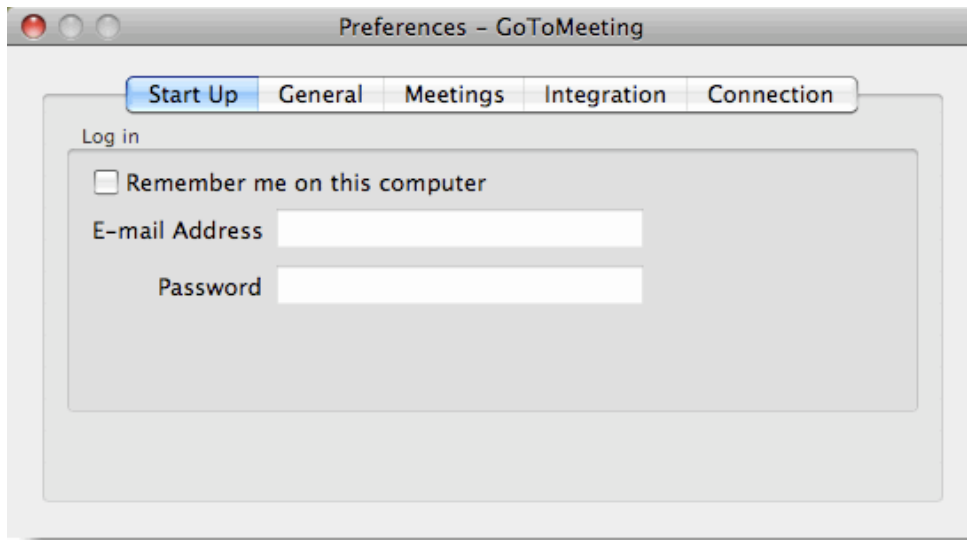 Preferences – GoToMeeting
Start Up General Meetings Integration Connection
Log in
Remember me on this computer
E-mail Address
Password